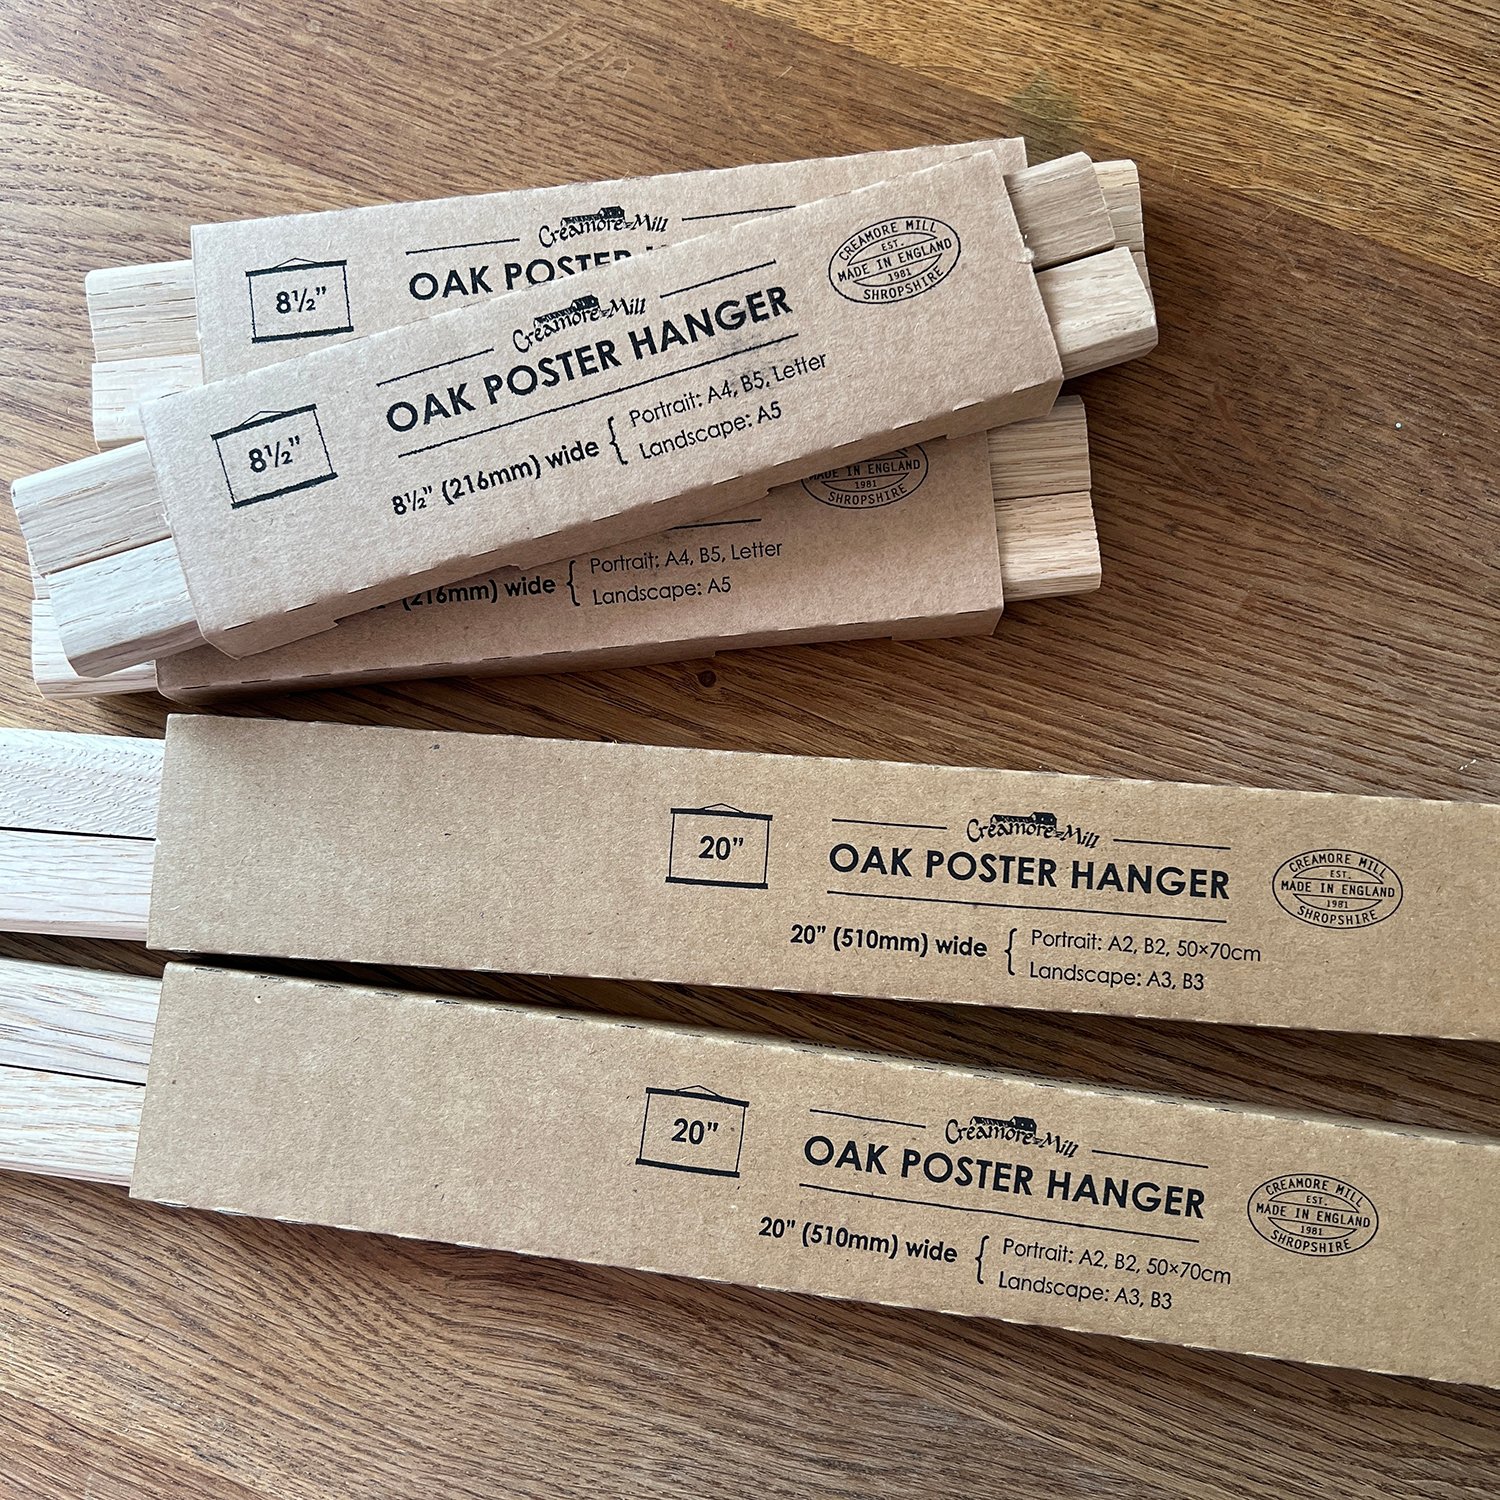 Creamore Mill
OAK POSTER
8½”
Creamore Mill
OAK POSTER HANGER
8½”
8½” (216mm) wide { Portrait: A4, B5, Letter
Landscape: A5
CREAMORE MILL
EST.
MADE IN ENGLAND
1981
SHROPSHIRE
MADE IN ENGLAND
1981
SHROPSHIRE
(216mm) wide { Portrait: A4, B5, Letter
Landscape: A5
20”
Creamore Mill
OAK POSTER HANGER
20” (510mm) wide { Portrait: A2, B2, 50×70cm
Landscape: A3, B3
CREAMORE MILL
EST.
MADE IN ENGLAND
1981
SHROPSHIRE
20”
Creamore Mill
OAK POSTER HANGER
20” (510mm) wide { Portrait: A2, B2, 50×70cm
Landscape: A3, B3
CREAMORE MILL
EST.
MADE IN ENGLAND
1981
SHROPSHIRE